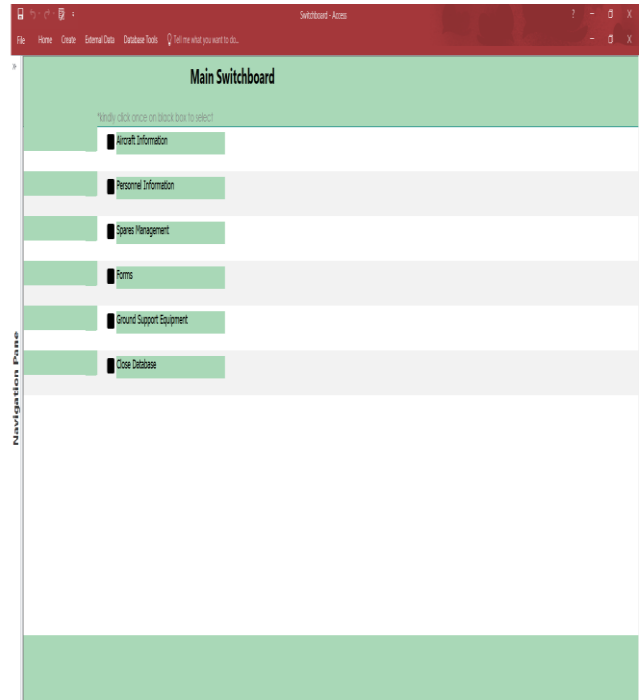 Switchboard - Access
File Home Create External Data Database Tools Tell me what you want to do...
Main Switchboard
*kindly click once on block box to select
Aircraft Information
Personnel Information
Spares Management
Forms
Ground Support Equipment
Close Database
Navigation Pane